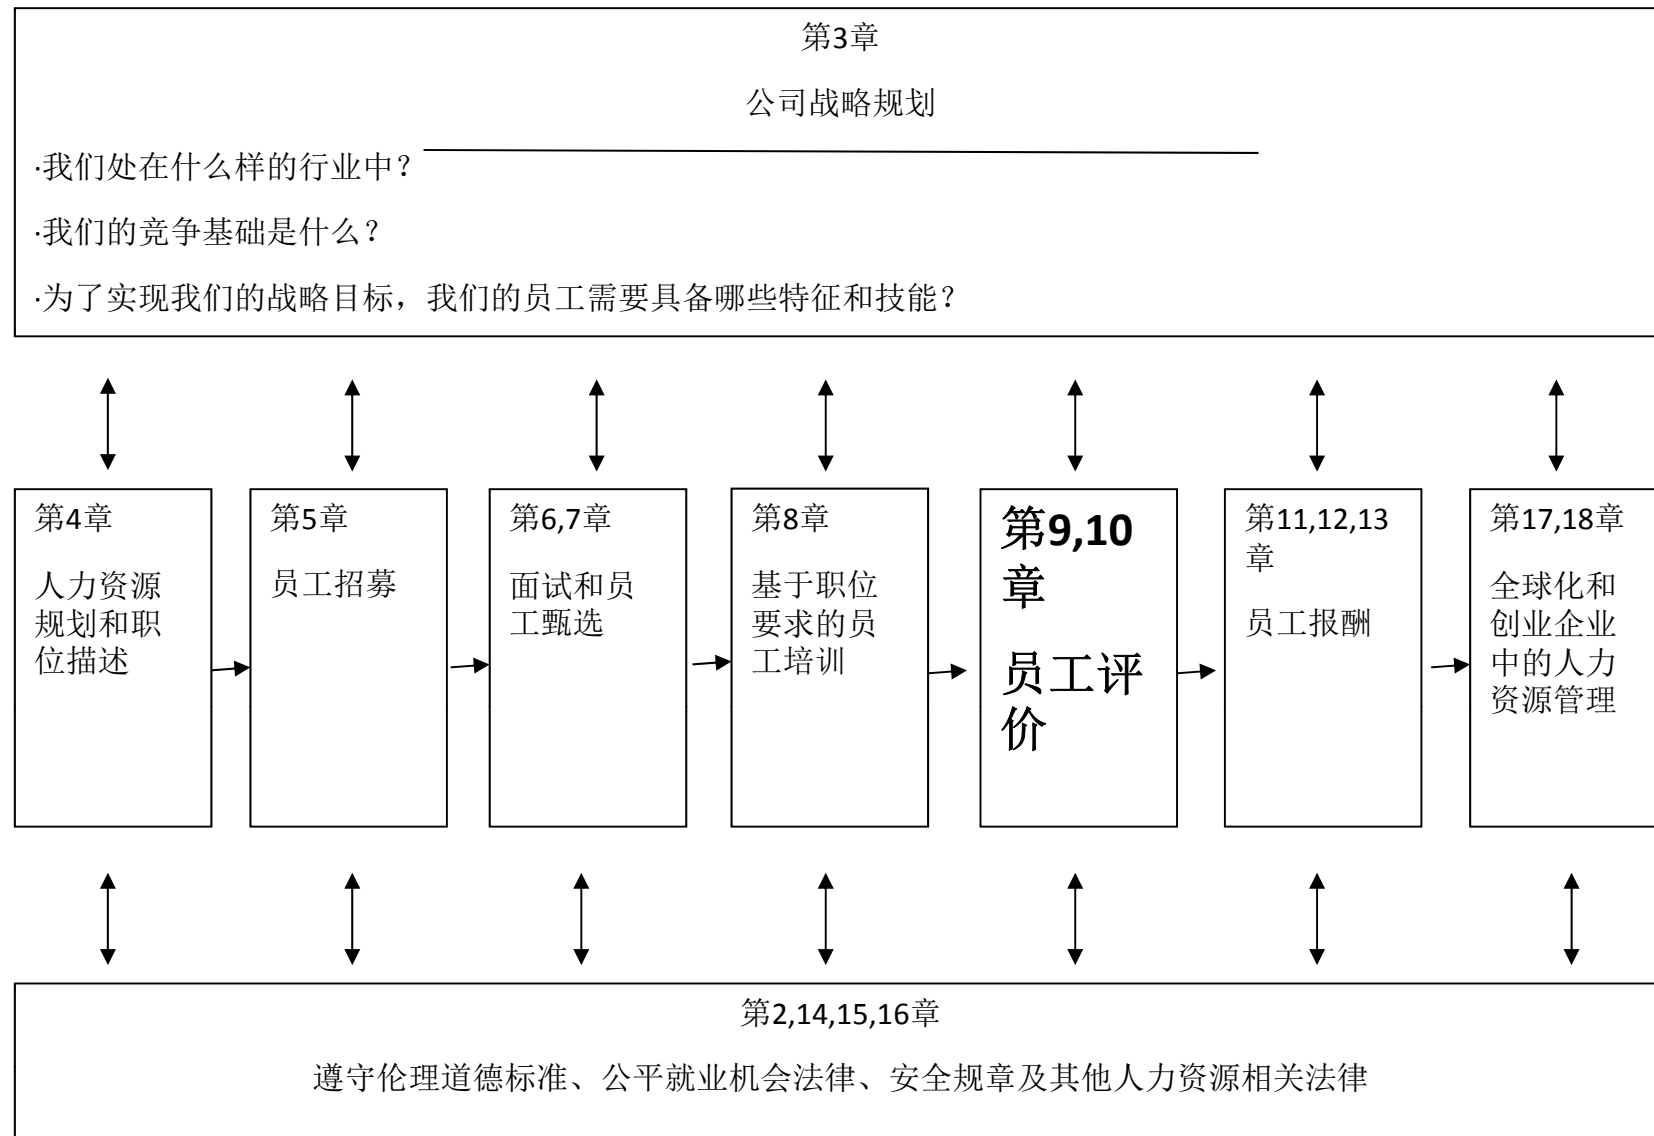 第3章
公司战略规划
·我们处在什么样的行业中？
·我们的竞争基础是什么？
·为了实现我们的战略目标，我们的员工需要具备哪些特征和技能？
第4章
人力资源
规划和职
位描述
第5章
员工招募
第6,7章
面试和员
工甄选
第8章
基于职位
要求的员
工培训
第9,10
章
员工评
价
第11,12,13
章
员工报酬
第17,18章
全球化和
创业企业
中的人力
资源管理
第2,14,15,16章
遵守伦理道德标准、公平就业机会法律、安全规章及其他人力资源相关法律